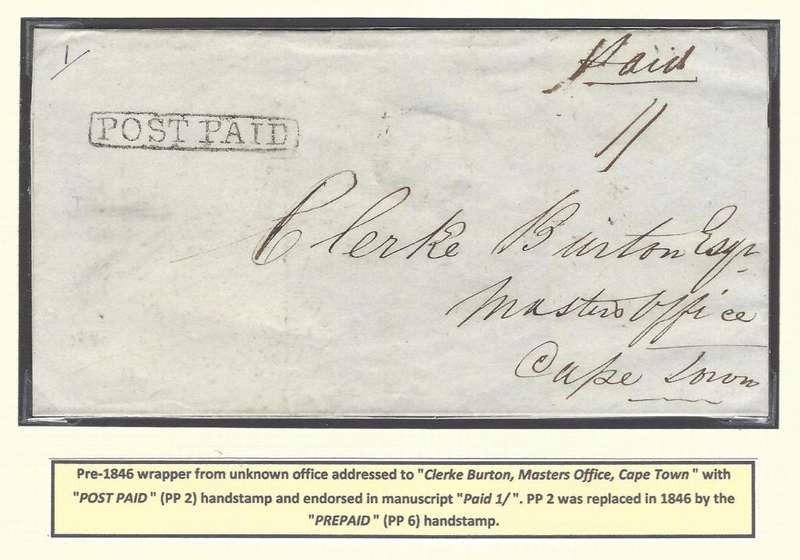 1/
Paid
POST PAID
1/
Clerke Burton Esqr
Masters Office
Cape Town
Pre-1846 wrapper from unknown office addressed to "Clerke Burton, Masters Office, Cape Town" with
"POST PAID" (PP 2) handstamp and endorsed in manuscript "Paid 1/". PP 2 was replaced in 1846 by the
"PREPAID" (PP 6) handstamp.